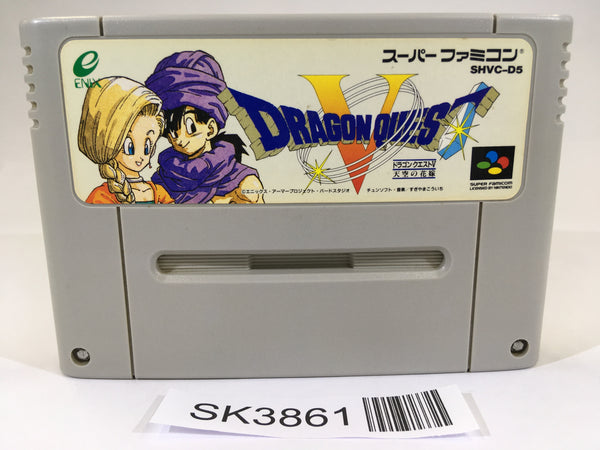 ENIX
スーパーファミコン®
SHVC-D5
DRAGON QUEST
V
ドラゴンクエストV
天空の花嫁
©エニックス・アーマープロジェクト・バードスタジオ
チュンソフト・音楽:すぎやまこういち
SUPER FAMICOM
LICENSED BY NINTENDO
SK3861